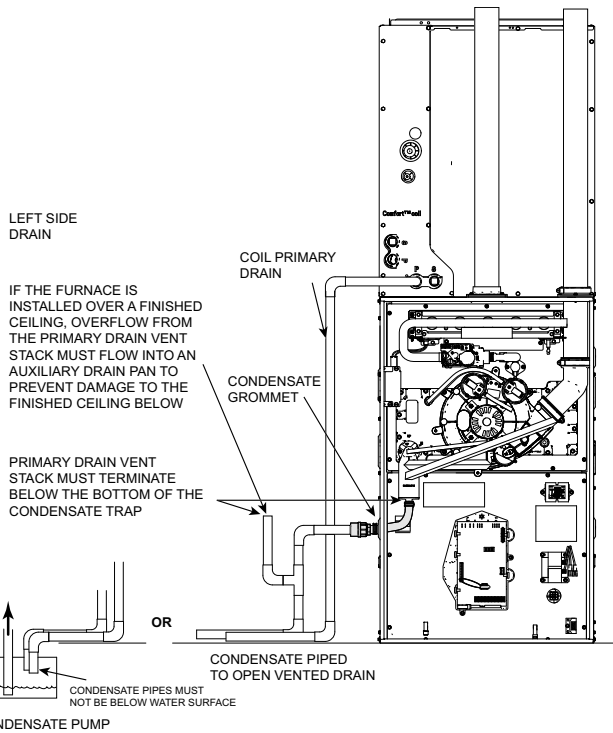 Comfort™coil
LEFT SIDE
DRAIN
COIL PRIMARY
DRAIN
P S
IF THE FURNACE IS
INSTALLED OVER A FINISHED
CEILING, OVERFLOW FROM
THE PRIMARY DRAIN VENT
STACK MUST FLOW INTO AN
AUXILIARY DRAIN PAN TO
PREVENT DAMAGE TO THE
FINISHED CEILING BELOW
CONDENSATE
GROMMET
PRIMARY DRAIN VENT
STACK MUST TERMINATE
BELOW THE BOTTOM OF THE
CONDENSATE TRAP
OR
CONDENSATE PIPED
TO OPEN VENTED DRAIN
CONDENSATE PIPES MUST
NOT BE BELOW WATER SURFACE
NDENSATE PUMP